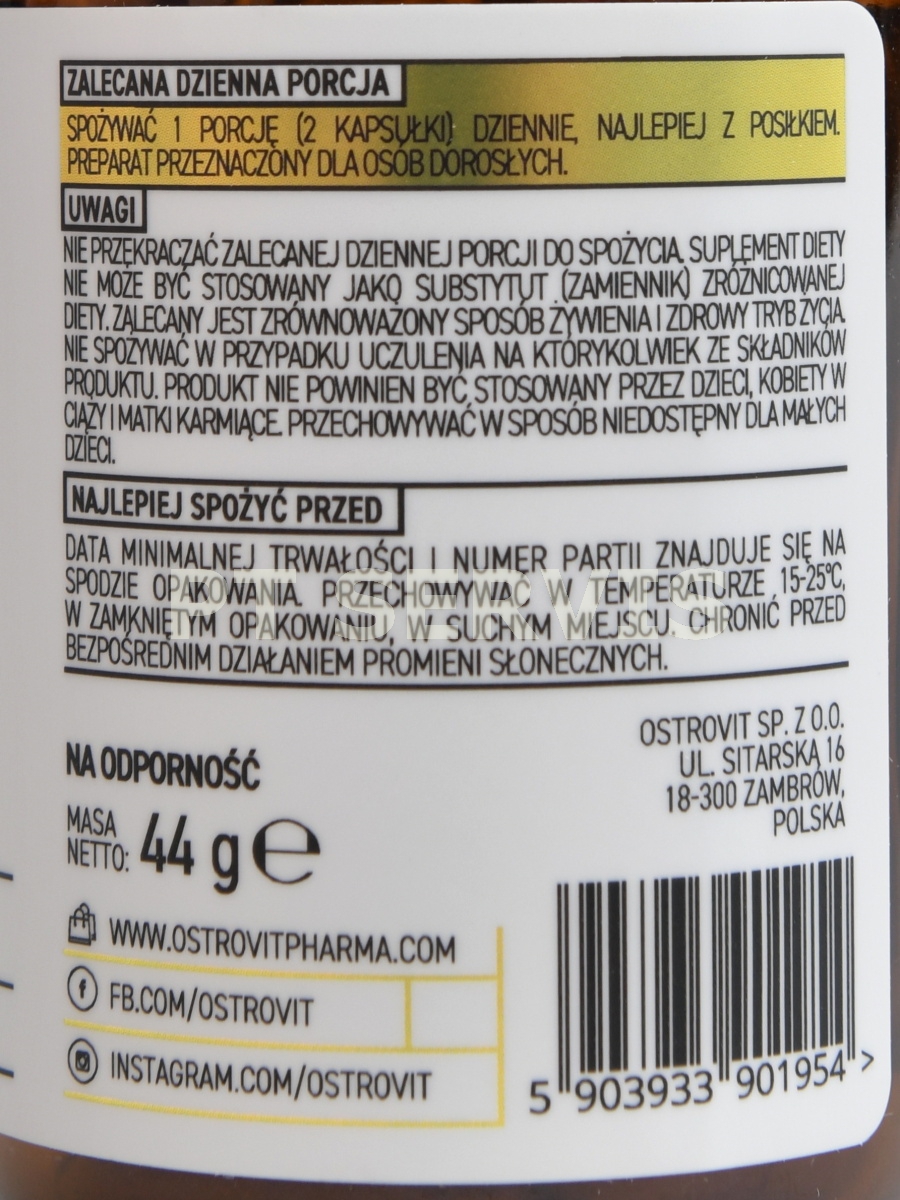 ZALECANA DZIENNA PORCJA
SPOŻYWAĆ 1 PORCJĘ (2 KAPSUŁKI) DZIENNIE, NAJLEPIEJ Z POSIŁKIEM.
PREPARAT PRZEZNACZONY DLA OSÓB DOROSŁYCH.
UWAGI
NIE PRZEKRACZAĆ ZALECANEJ DZIENNEJ PORCJI DO SPOŻYCIA. SUPLEMENT DIETY
NIE MOŻE BYĆ STOSOWANY JAKO SUBSTYTUT (ZAMIENNIK) ZRÓŻNICOWANEJ
DIETY. ZALECANY JEST ZRÓWNOWAŻONY SPOSÓB ŻYWIENIA I ZDROWY TRYB ŻYCIA.
NIE SPOŻYWAĆ W PRZYPADKU UCZULENIA NA KTÓRYKOLWIEK ZE SKŁADNIKÓW
PRODUKTU. PRODUKT NIE POWINIEN BYĆ STOSOWANY PRZEZ DZIECI, KOBIETY W
CIĄŻY I MATKI KARMIĄCE. PRZECHOWYWAĆ W SPOSÓB NIEDOSTĘPNY DLA MAŁYCH
DZIECI.
NAJLEPIEJ SPOŻYĆ PRZED
DATA MINIMALNEJ TRWAŁOŚCI I NUMER PARTII ZNAJDUJE SIĘ NA
SPODZIE OPAKOWANIA. PRZECHOWYWAĆ W TEMPERATURZE 15-25°C,
W ZAMKNIĘTYM OPAKOWANIU, W SUCHYM MIEJSCU. CHRONIĆ PRZED
BEZPOŚREDNIM DZIAŁANIEM PROMIENI SŁONECZNYCH.
PT SERVIS
OSTROVIT SP. Z O.O.
UL. SITARSKA 16
18-300 ZAMBRÓW,
POLSKA
NA ODPORNOŚĆ
MASA
NETTO: 44 g ℮
WWW.OSTROVITPHARMA.COM
FB.COM/OSTROVIT
INSTAGRAM.COM/OSTROVIT
5 903933 901954 >